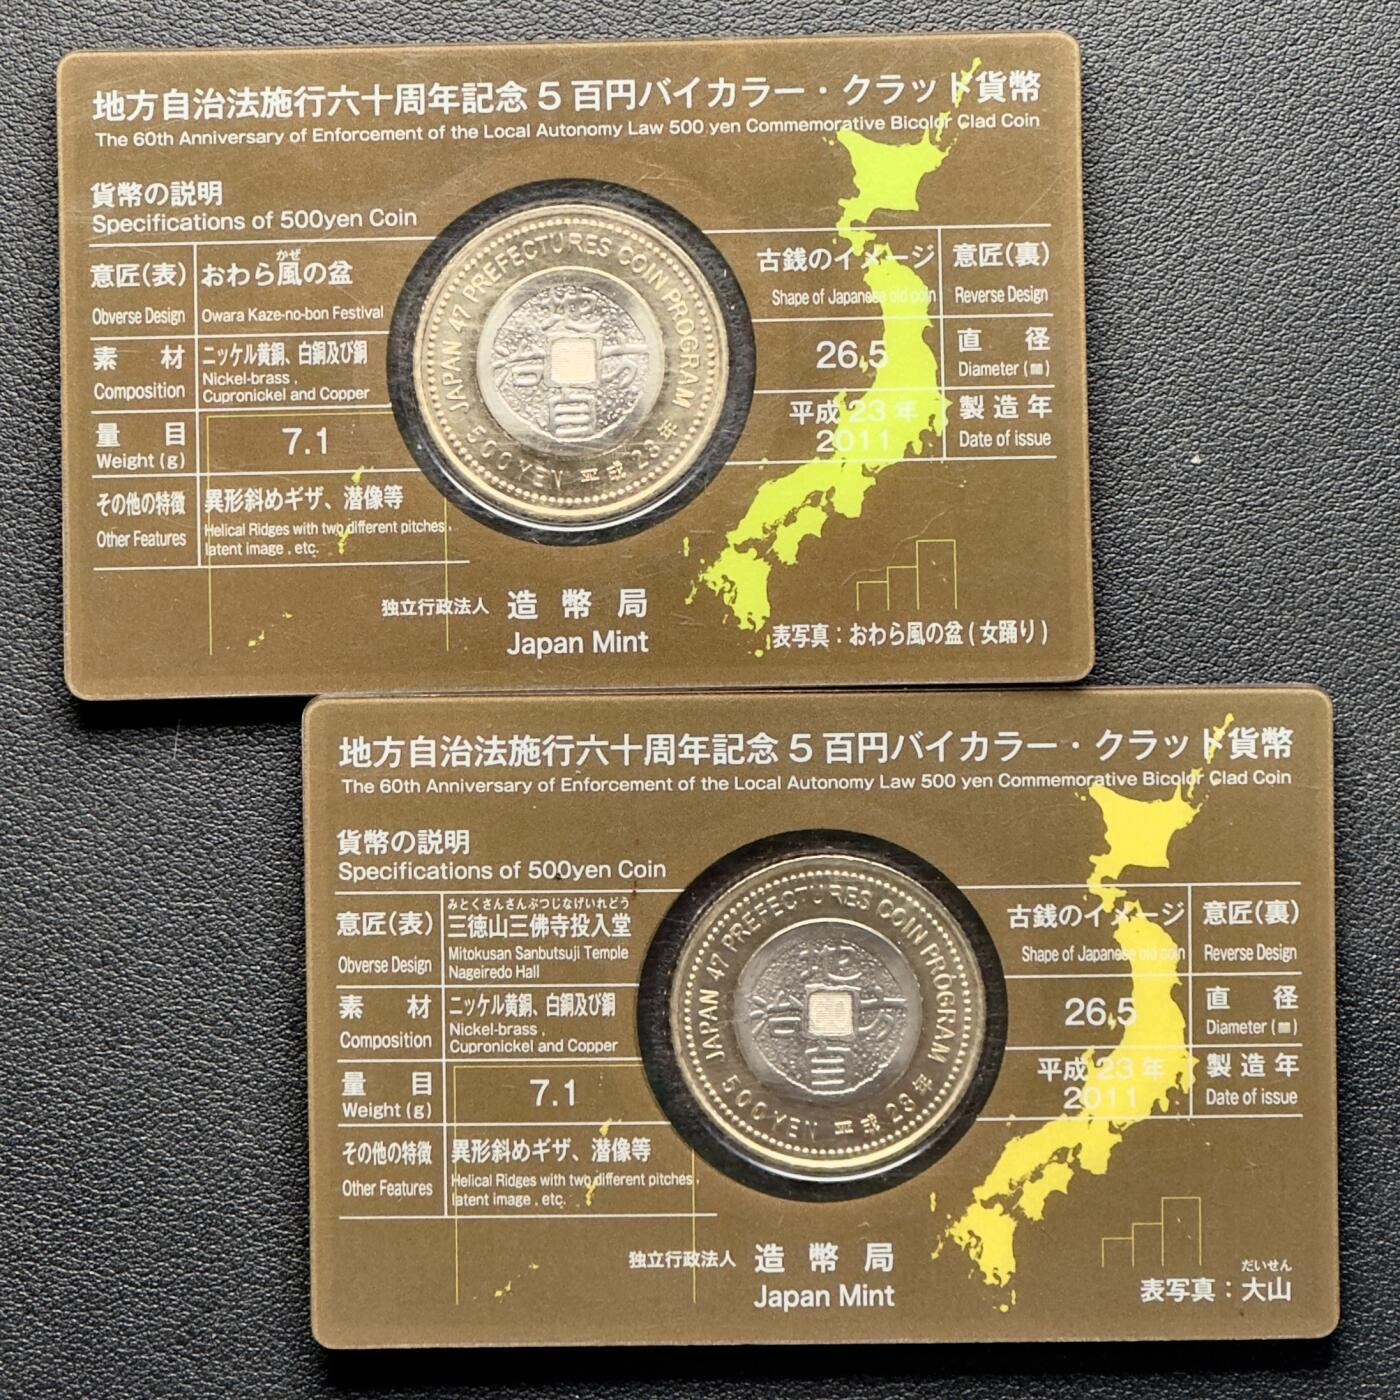 地方自治法施行六十周年記念５百円バイカラー・クラッド貨幣
The 60th Anniversary of Enforcement of the Local Autonomy Law 500 yen Commemorative Bicolor Clad Coin
貨幣の説明
Specifications of 500yen Coin
意匠(表)
Obverse Design
かぜ
おわら風の盆
Owara Kaze-no-bon Festival
素 材
Composition
ニッケル黄銅、白銅及び銅
Nickel-brass ,
Cupronickel and Copper
量 目
Weight (g)
7.1
その他の特徴
Other Features
異形斜めギザ、潜像等
Helical Ridges with two different pitches ,
latent image , etc.
JAPAN 47 PREFECTURES COIN PROGRAM
地方自治
500 YEN 平成23年
古銭のイメージ
Shape of Japanese old coin
意匠(裏)
Reverse Design
26.5
直 径
Diameter (㎜)
平成 23 年
2011
製 造 年
Date of issue
独立行政法人 造 幣 局
Japan Mint
表写真：おわら風の盆 ( 女踊り )
地方自治法施行六十周年記念５百円バイカラー・クラッド貨幣
The 60th Anniversary of Enforcement of the Local Autonomy Law 500 yen Commemorative Bicolor Clad Coin
貨幣の説明
Specifications of 500yen Coin
意匠(表)
Obverse Design
みとくさんさんぶつじなげいれどう
三徳山三佛寺投入堂
Mitokusan Sanbutsuji Temple
Nageiredo Hall
素 材
Composition
ニッケル黄銅、白銅及び銅
Nickel-brass ,
Cupronickel and Copper
量 目
Weight (g)
7.1
その他の特徴
Other Features
異形斜めギザ、潜像等
Helical Ridges with two different pitches ,
latent image , etc.
JAPAN 47 PREFECTURES COIN PROGRAM
地方自治
500 YEN 平成23年
古銭のイメージ
Shape of Japanese old coin
意匠(裏)
Reverse Design
26.5
直 径
Diameter (㎜)
平成 23 年
2011
製 造 年
Date of issue
独立行政法人 造 幣 局
Japan Mint
だいせん
表写真：大山